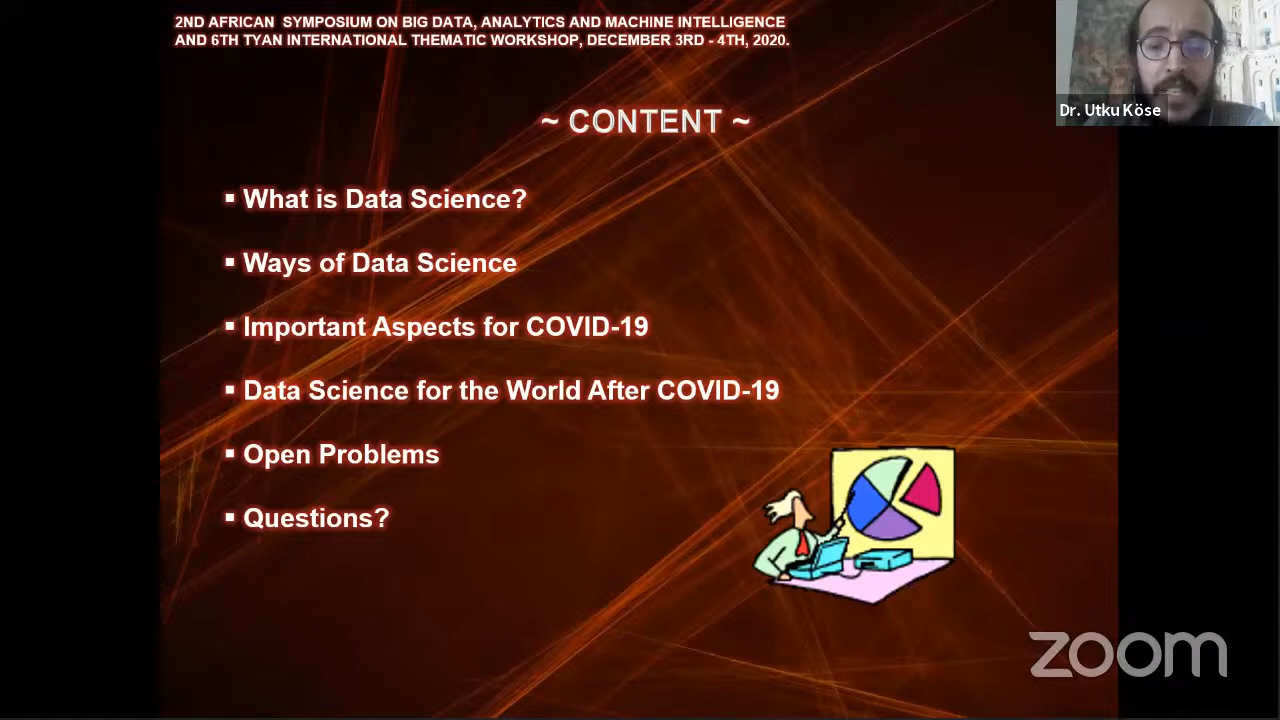 2ND AFRICAN SYMPOSIUM ON BIG DATA, ANALYTICS AND MACHINE INTELLIGENCE
AND 6TH TYAN INTERNATIONAL THEMATIC WORKSHOP, DECEMBER 3RD - 4TH, 2020.
Dr. Utku Köse
~ CONTENT ~
▪ What is Data Science?
▪ Ways of Data Science
▪ Important Aspects for COVID-19
▪ Data Science for the World After COVID-19
▪ Open Problems
▪ Questions?
zoom